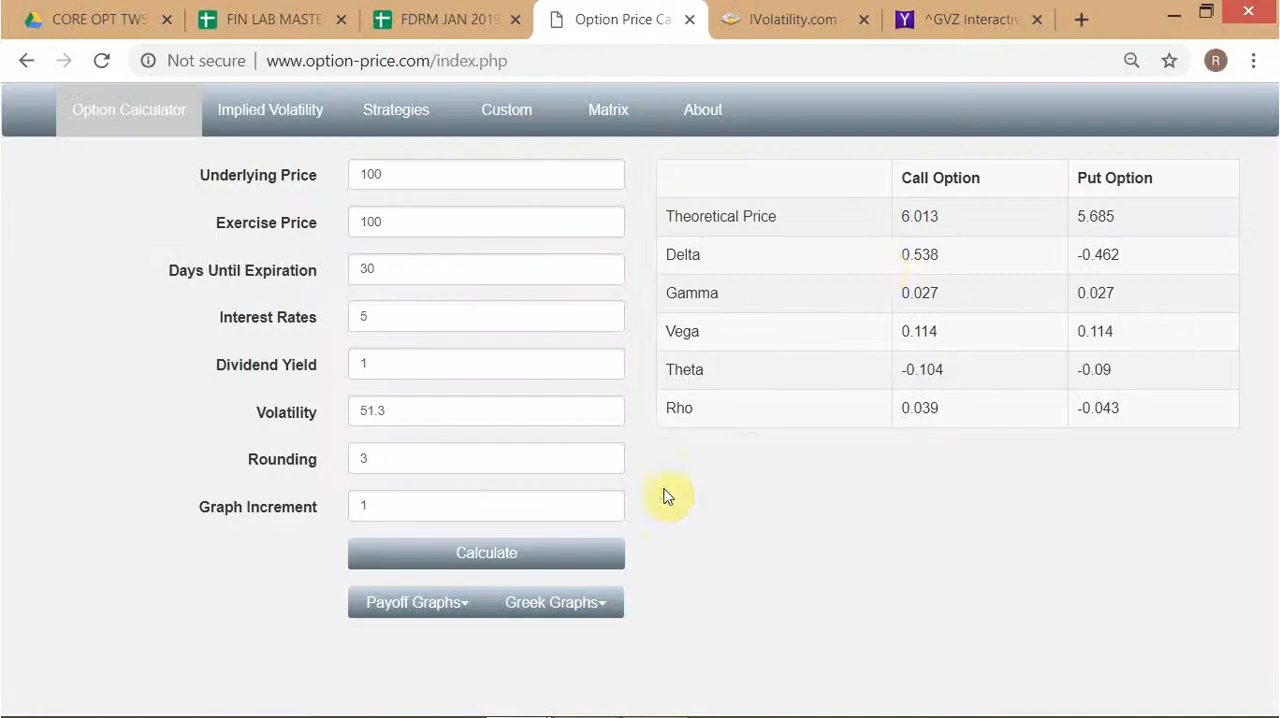 CORE OPT TWS
FIN LAB MASTE
FDRM JAN 2019
Option Price Ca
IVolatility.com -
^GVZ Interactiv
Not secure | www.option-price.com/index.php
R
Option Calculator
Implied Volatility
Strategies
Custom
Matrix
About
Underlying Price 100
Exercise Price 100
Days Until Expiration 30
Interest Rates 5
Dividend Yield 1
Volatility 51.3
Rounding 3
Graph Increment 1
Calculate
Payoff Graphs
Greek Graphs
Call Option Put Option
Theoretical Price 6.013 5.685
Delta 0.538 -0.462
Gamma 0.027 0.027
Vega 0.114 0.114
Theta -0.104 -0.09
Rho 0.039 -0.043